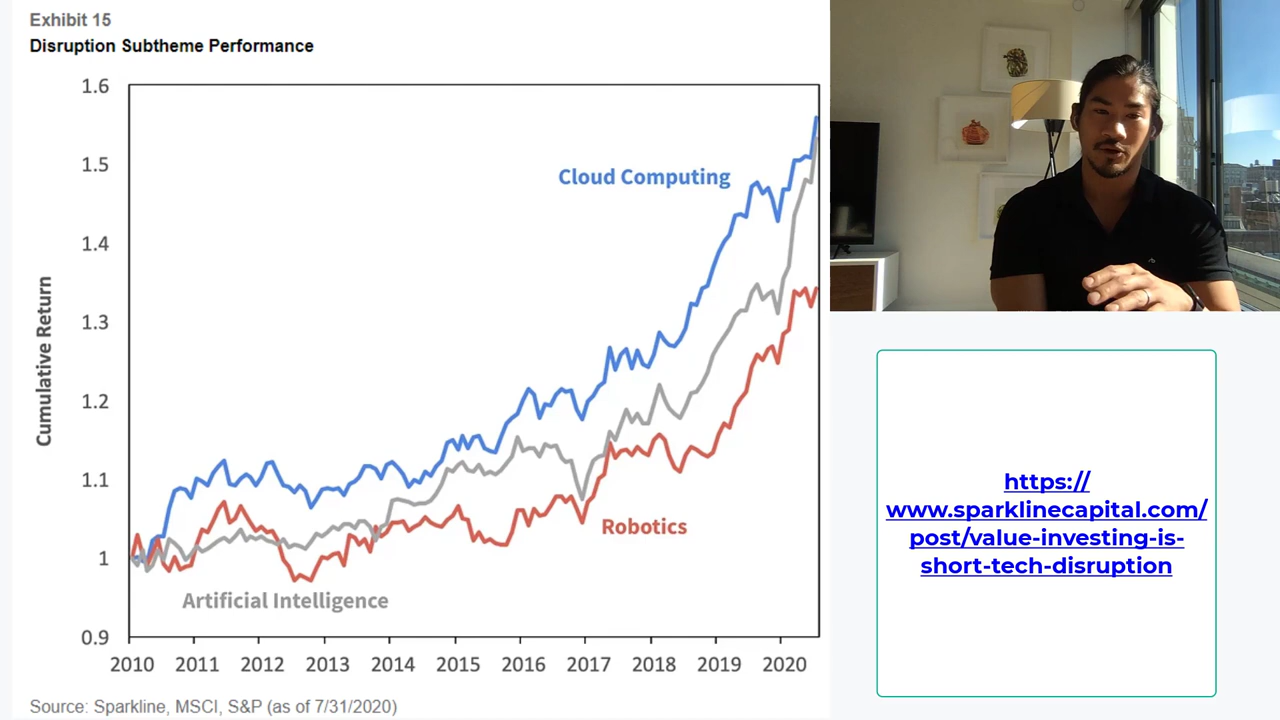 Exhibit 15
Disruption Subtheme Performance
1.6
1.5
1.4
1.3
1.2
1.1
1
0.9
Cumulative Return
Cloud Computing
Robotics
Artificial Intelligence
2010 2011 2012 2013 2014 2015 2016 2017 2018 2019 2020
Source: Sparkline, MSCI, S&P (as of 7/31/2020)
https://
www.sparklinecapital.com/
post/value-investing-is-
short-tech-disruption